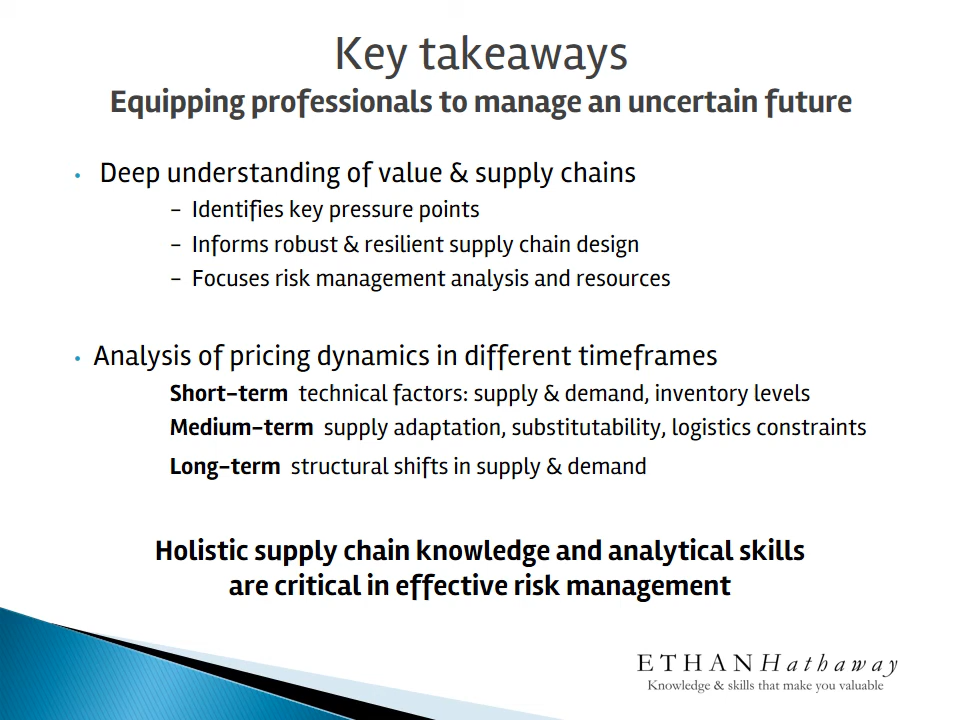 Key takeaways
Equipping professionals to manage an uncertain future
• Deep understanding of value & supply chains
– Identifies key pressure points
– Informs robust & resilient supply chain design
– Focuses risk management analysis and resources
• Analysis of pricing dynamics in different timeframes
Short-term technical factors: supply & demand, inventory levels
Medium-term supply adaptation, substitutability, logistics constraints
Long-term structural shifts in supply & demand
Holistic supply chain knowledge and analytical skills
are critical in effective risk management
ETHANHathaway
Knowledge & skills that make you valuable